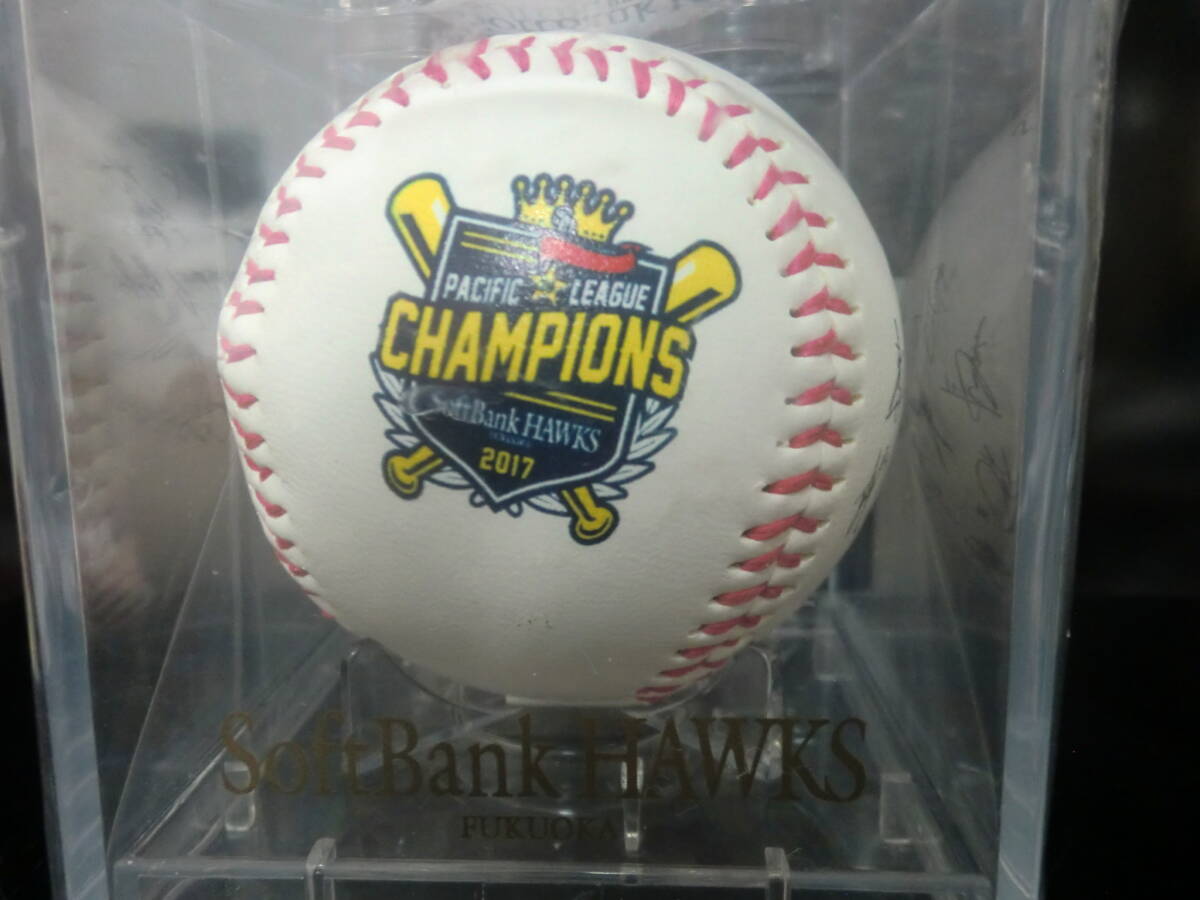 PACIFIC LEAGUE
CHAMPIONS
SoftBank HAWKS
2017
SoftBank HAWKS
FUKUOKA